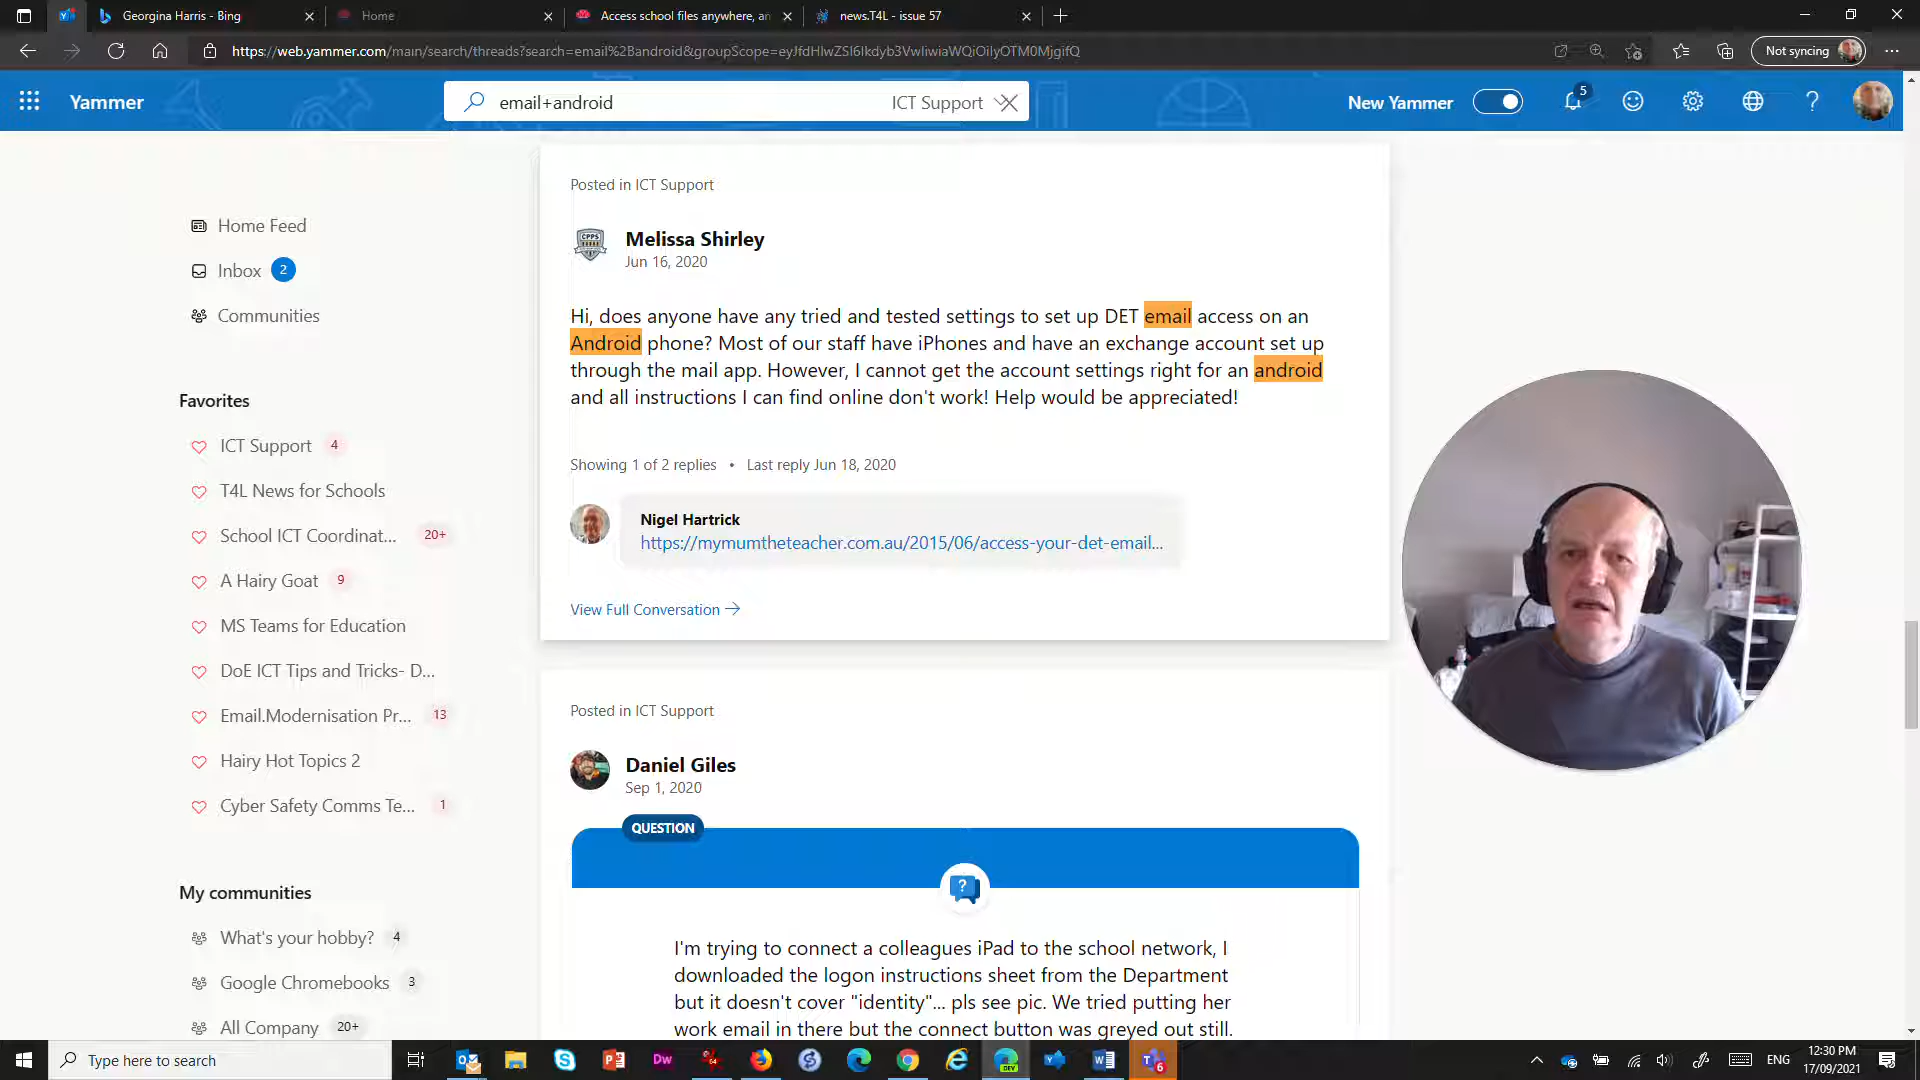 Georgina Harris - Bing
Home
Access school files anywhere, an
news.T4L - issue 57
https://web.yammer.com/main/search/threads?search=email%2Bandroid&groupScope=eyJfdHlwZSI6Ikdyb3VwIiwiaWQiOiIyOTM0MjgifQ
Not syncing
Yammer
email+android
ICT Support
New Yammer
5
Home Feed
Inbox 2
Communities
Favorites
ICT Support 4
T4L News for Schools
School ICT Coordinat... 20+
A Hairy Goat 9
MS Teams for Education
DoE ICT Tips and Tricks- D...
Email.Modernisation Pr... 13
Hairy Hot Topics 2
Cyber Safety Comms Te... 1
My communities
What's your hobby? 4
Google Chromebooks 3
All Company 20+
Posted in ICT Support
CPPS
Melissa Shirley
Jun 16, 2020
Hi, does anyone have any tried and tested settings to set up DET email access on an
Android phone? Most of our staff have iPhones and have an exchange account set up
through the mail app. However, I cannot get the account settings right for an android
and all instructions I can find online don't work! Help would be appreciated!
Showing 1 of 2 replies • Last reply Jun 18, 2020
Nigel Hartrick
https://mymumtheteacher.com.au/2015/06/access-your-det-email...
View Full Conversation
Posted in ICT Support
Daniel Giles
Sep 1, 2020
QUESTION
I'm trying to connect a colleagues iPad to the school network, I
downloaded the logon instructions sheet from the Department
but it doesn't cover "identity"... pls see pic. We tried putting her
work email in there but the connect button was greyed out still.
Type here to search
Dw
DEV
6
ENG
12:30 PM
17/09/2021